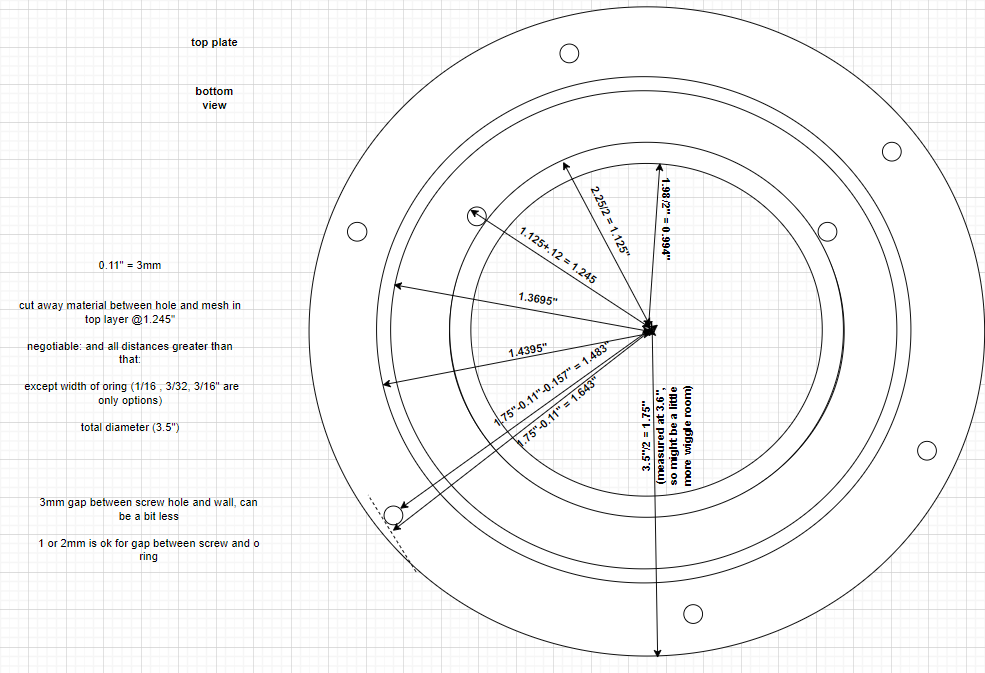 top plate
bottom
view
0.11" = 3mm
cut away material between hole and mesh in
top layer @1.245"
negotiable: and all distances greater than
that:
except width of oring (1/16 , 3/32, 3/16" are
only options)
total diameter (3.5")
3mm gap between screw hole and wall, can
be a bit less
1 or 2mm is ok for gap between screw and o
ring
1.98/2" = 0.994"
2.25/2 = 1.125"
1.125+.12 = 1.245
1.3695"
1.4395"
1.75"-0.11"-0.157" = 1.483"
1.75"-0.11" = 1.643"
3.5"/2 = 1.75"
(measured at 3.6",
so might be a little
more wiggle room)